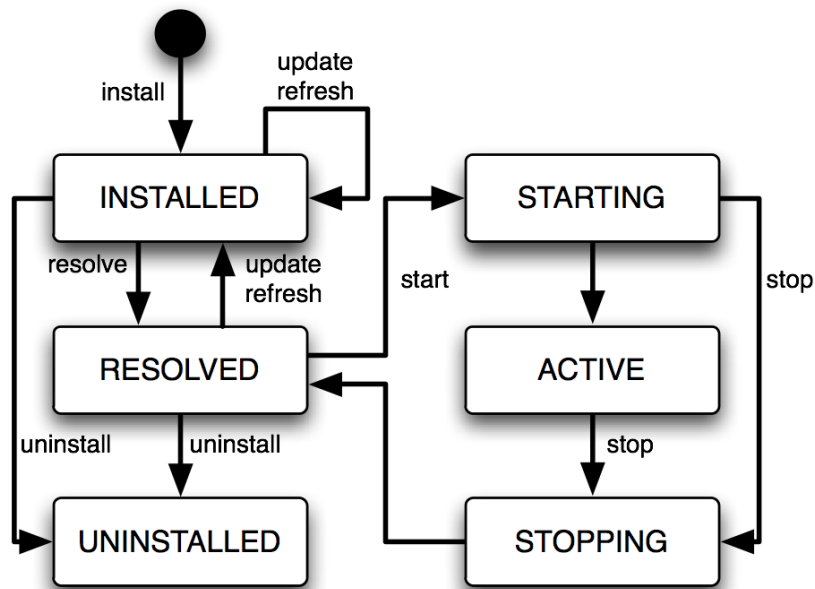 update
refresh
install
INSTALLED
STARTING
resolve
update
refresh
start
stop
RESOLVED
ACTIVE
uninstall
uninstall
stop
UNINSTALLED
STOPPING